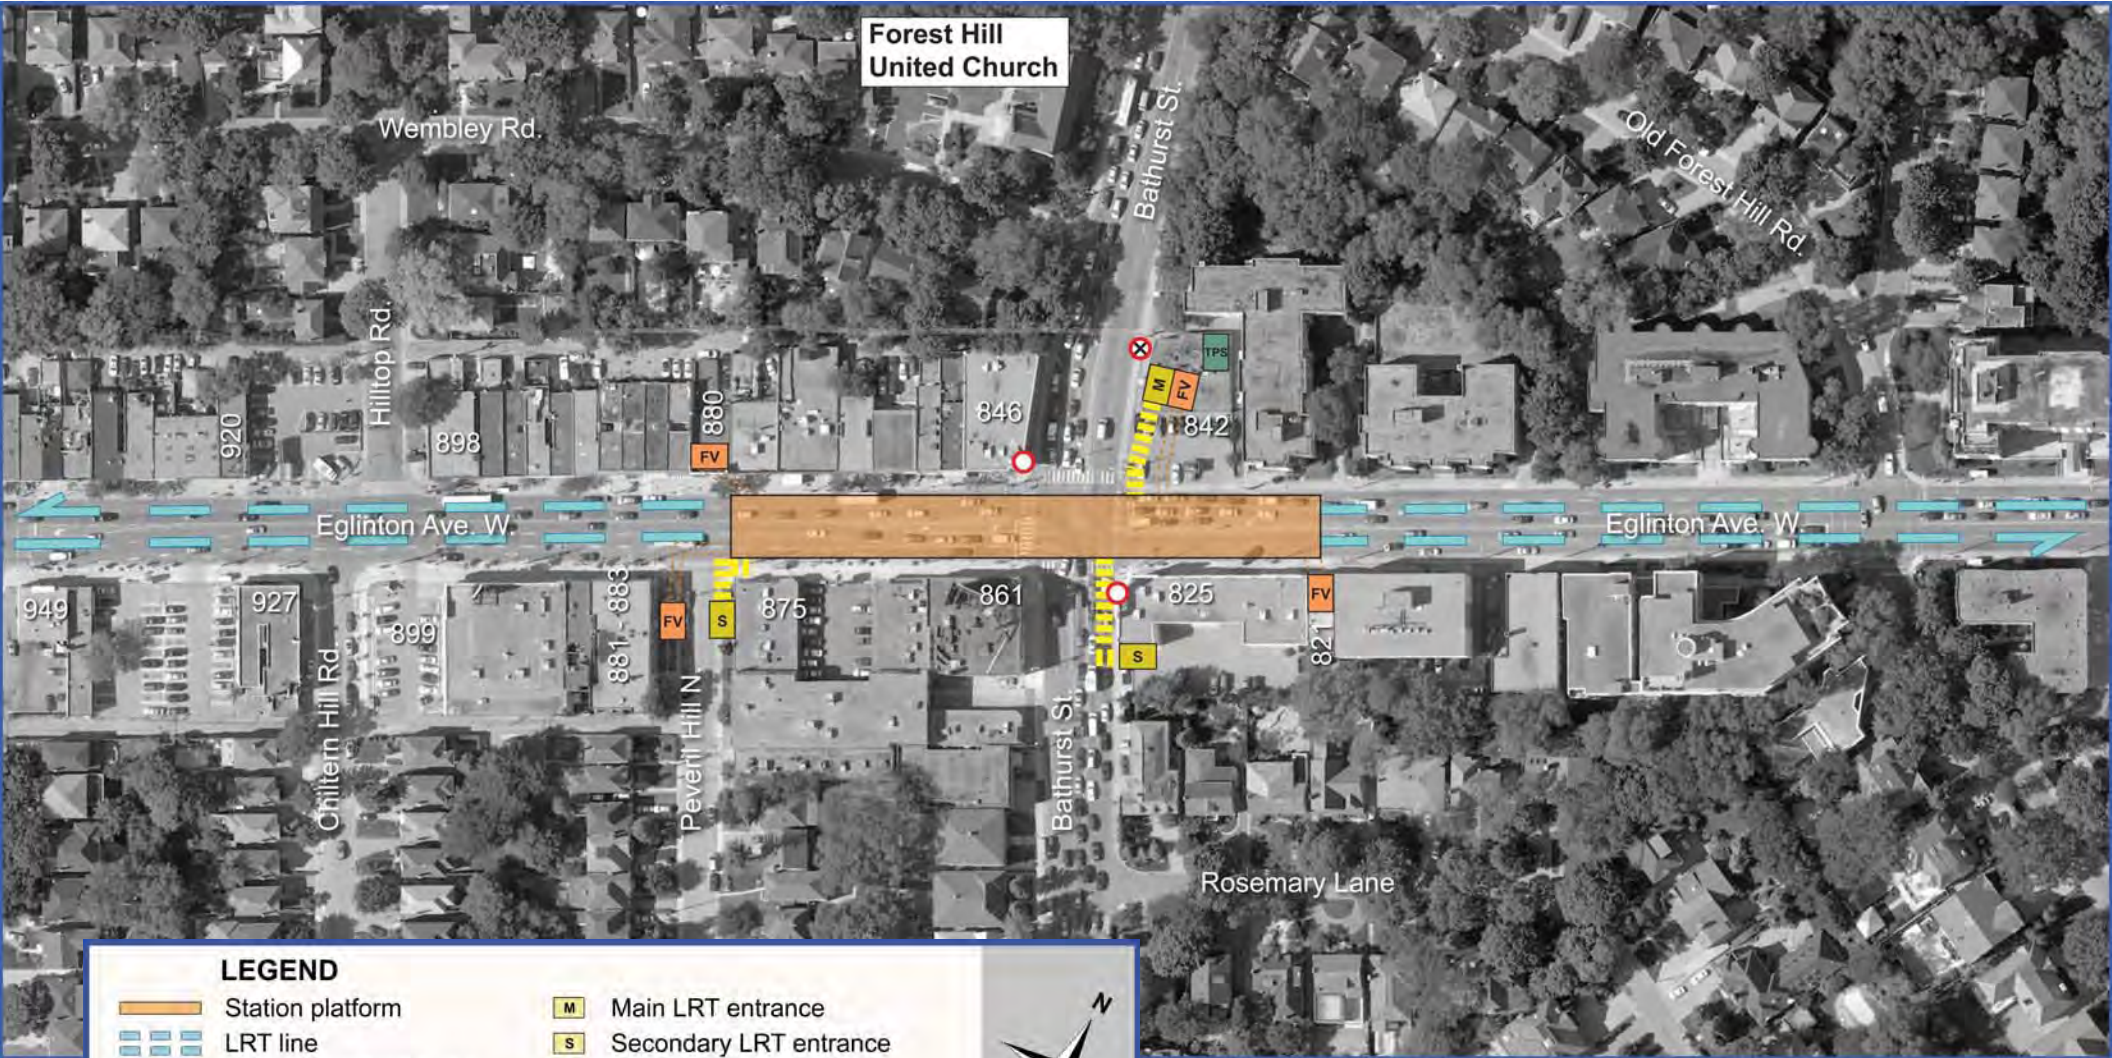 Forest Hill
United Church
Wembley Rd.
Bathurst St.
Old Forest Hill Rd.
Hilltop Rd.
TPS
M
FV
920
898
880
846
842
FV
Eglinton Ave. W.
Eglinton Ave. W.
949
927
899
881 - 883
FV
S
875
861
825
FV
821
S
Chiltern Hill Rd.
Peveril Hill N
Bathurst St.
Rosemary Lane
LEGEND
Station platform
M
Main LRT entrance
LRT line
S
Secondary LRT entrance
N